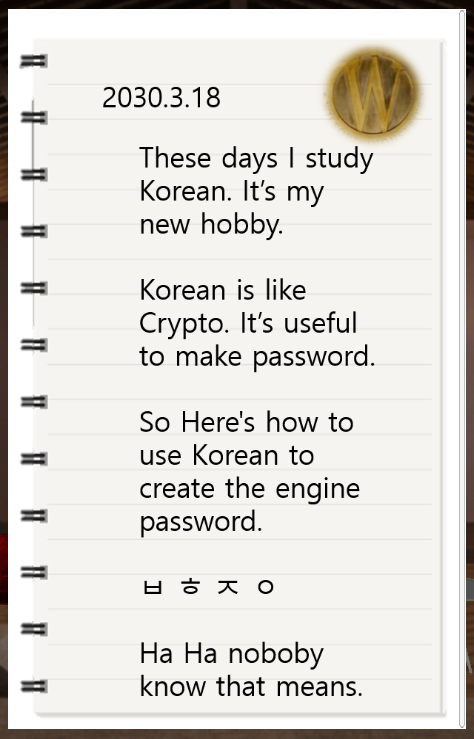 2030.3.18
W
These days I study
Korean. It's my
new hobby.
Korean is like
Crypto. It's useful
to make password.
So Here's how to
use Korean to
create the engine
password.
ㅂ ㅎ ㅈ ㅇ
Ha Ha noboby
know that means.